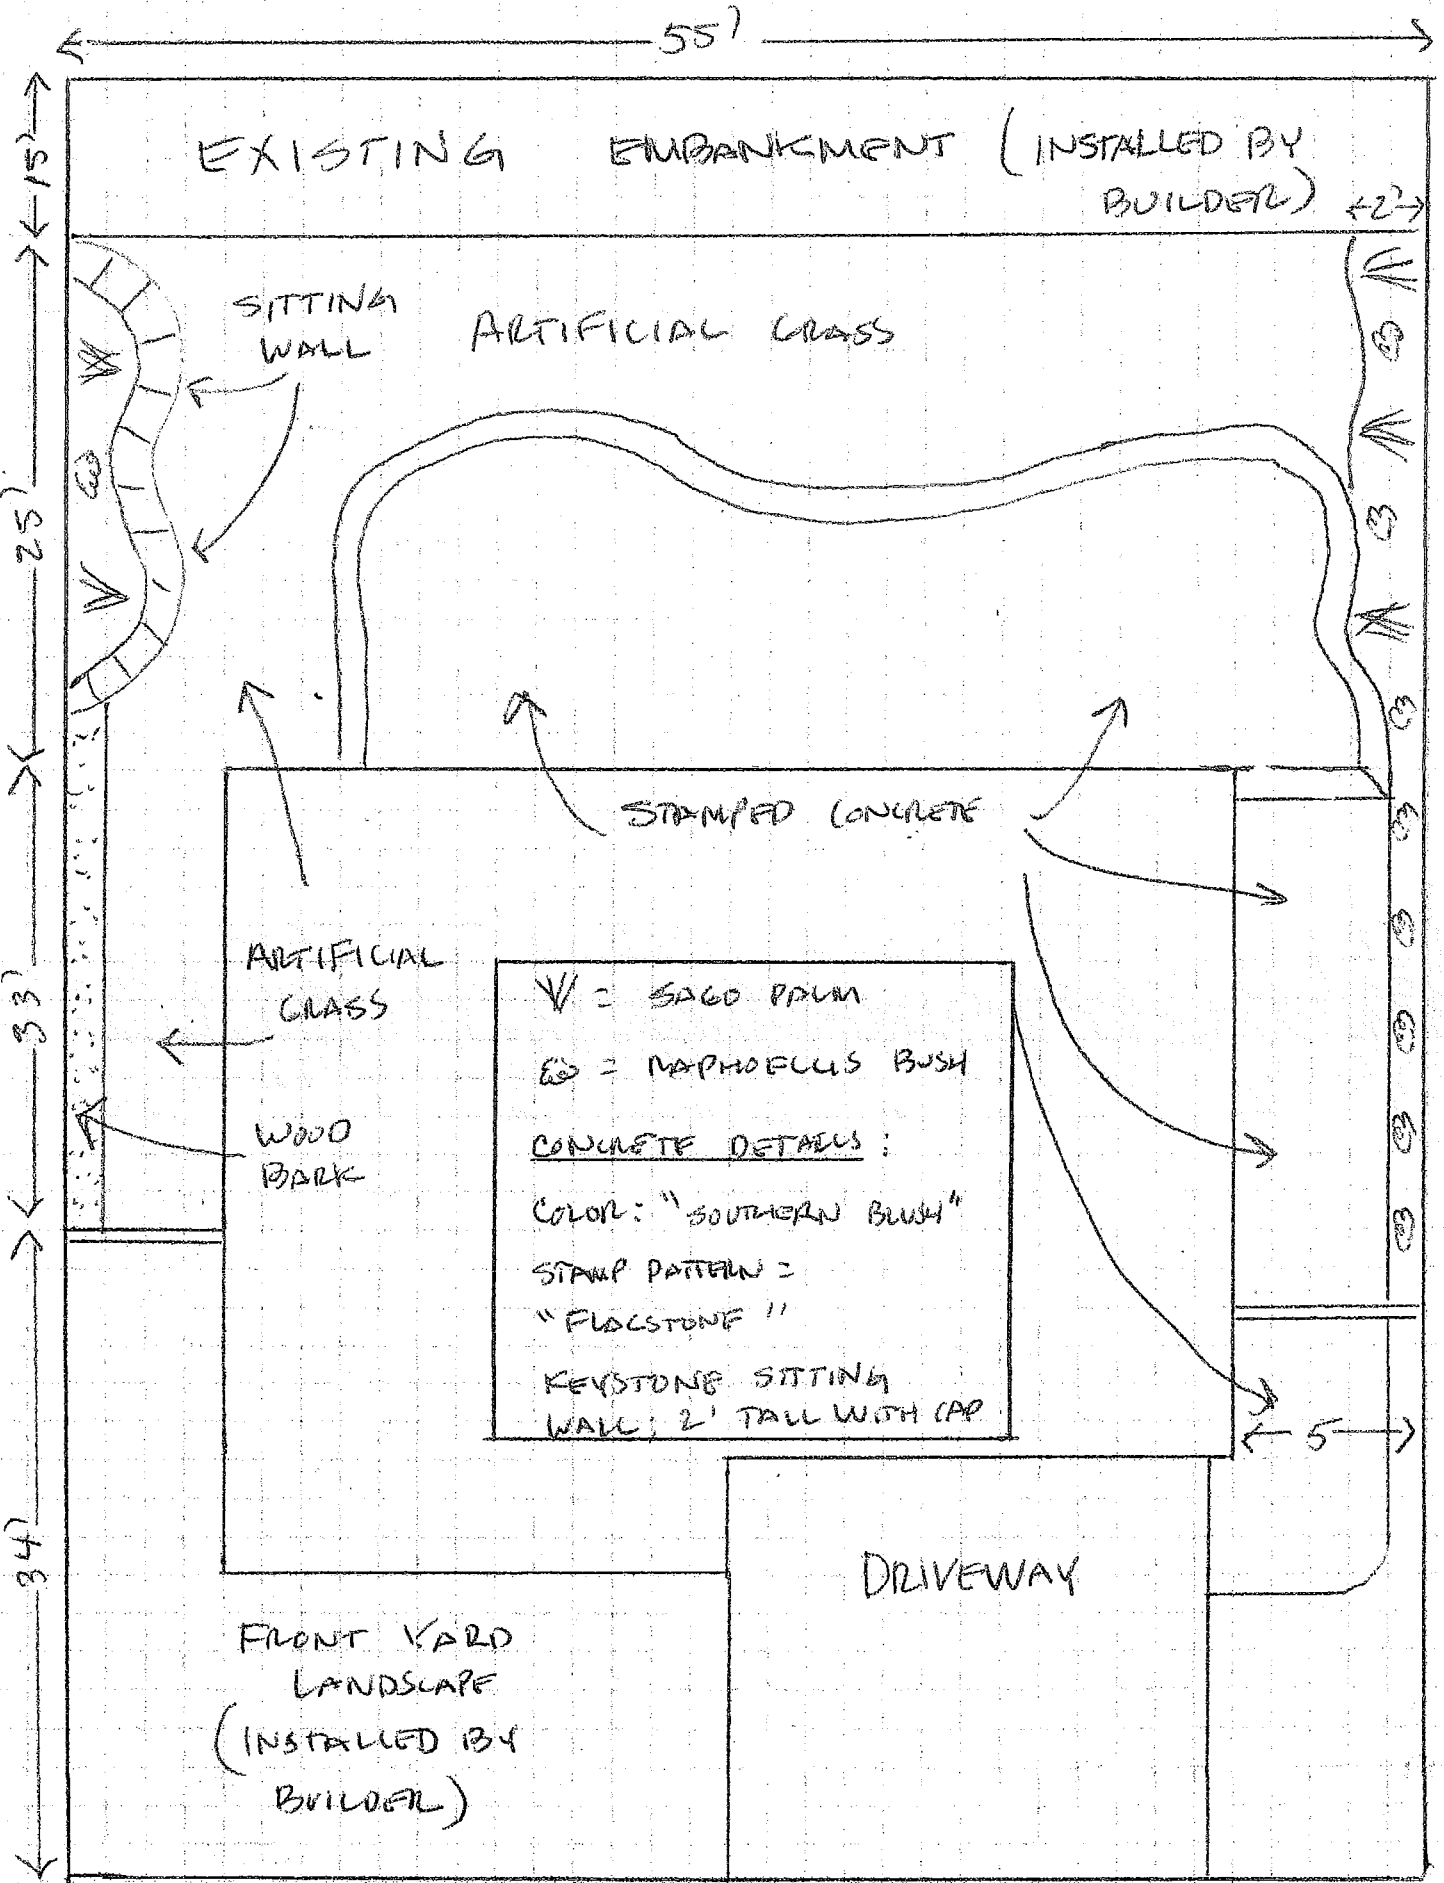 55'
15'
EXISTING EMBANKMENT (INSTALLED BY
BUILDER)
2'
SITTING
WALL
ARTIFICIAL GRASS
25'
STAMPED CONCRETE
ARTIFICIAL
GRASS
33'
WOOD
BARK
= SAGO PALM
= RAPHOELLIS BUSH
CONCRETE DETAILS:
COLOR: "SOUTHERN BLUSH"
STAMP PATTERN =
"FLAGSTONE"
KEYSTONE SITTING
WALL: 2' TALL WITH CAP
5
34'
DRIVEWAY
FRONT YARD
LANDSCAPE
(INSTALLED BY
BUILDER)